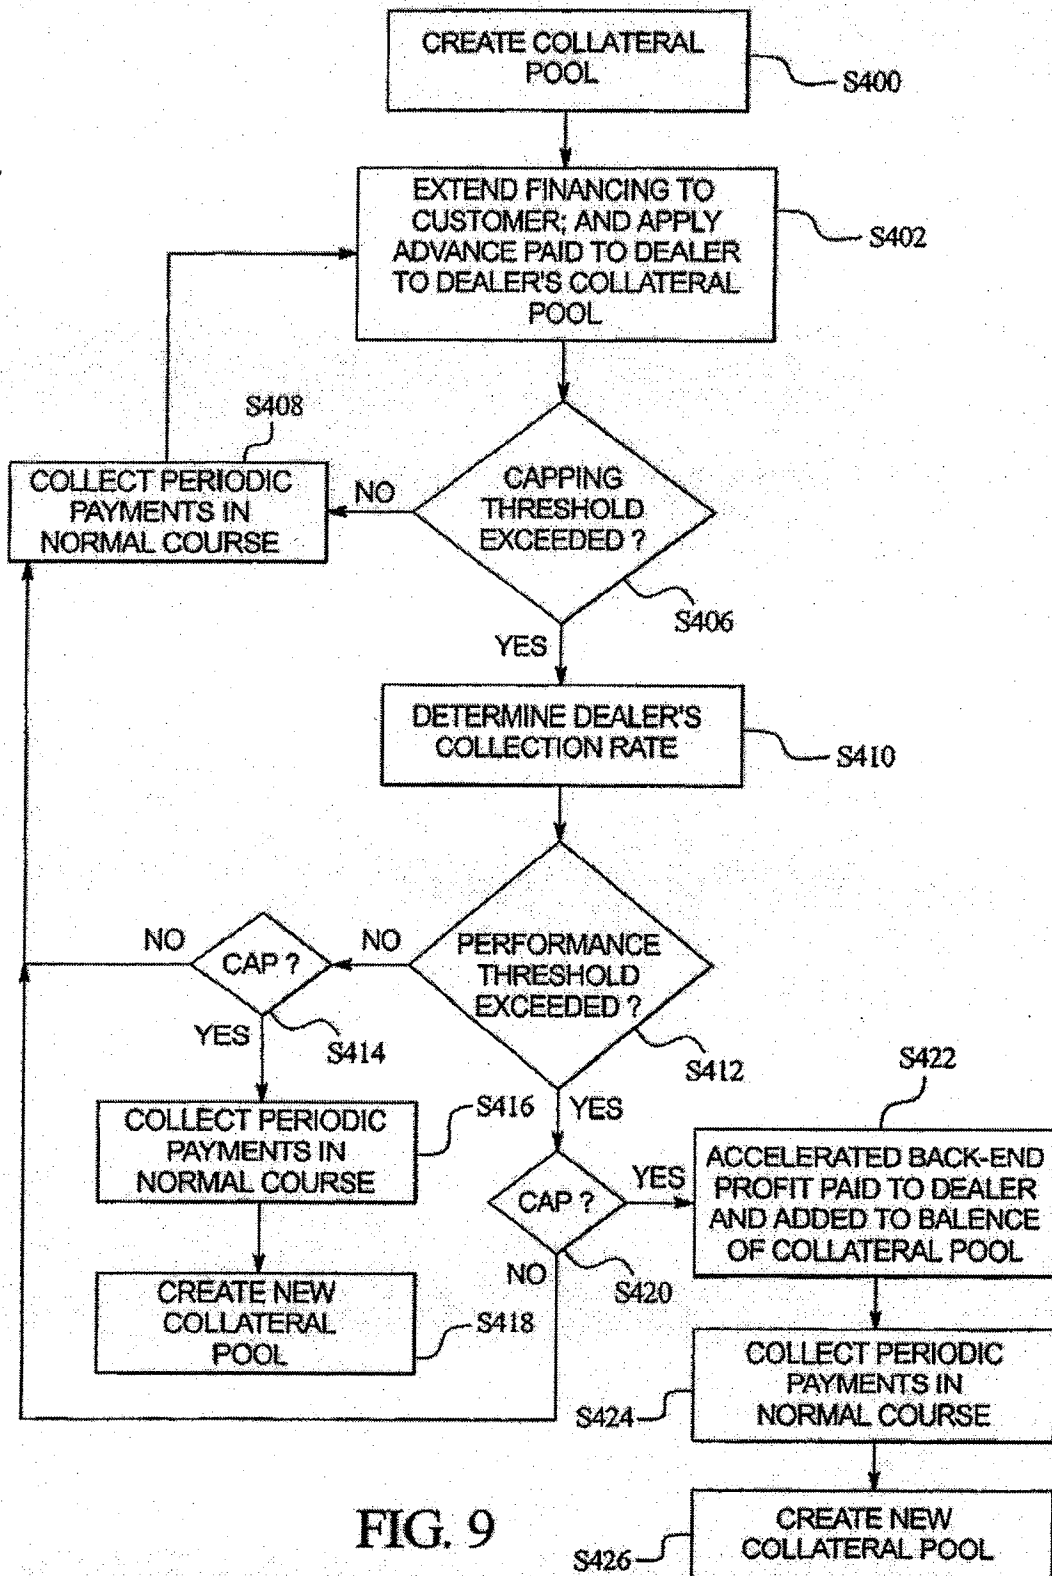 CREATE COLLATERAL
POOL
S400
EXTEND FINANCING TO
CUSTOMER; AND APPLY
ADVANCE PAID TO DEALER
TO DEALER'S COLLATERAL
POOL
S402
S408
COLLECT PERIODIC
PAYMENTS IN
NORMAL COURSE
NO
CAPPING
THRESHOLD
EXCEEDED ?
S406
YES
DETERMINE DEALER'S
COLLECTION RATE
S410
NO
CAP ?
NO
PERFORMANCE
THRESHOLD
EXCEEDED ?
YES
S414
S412
S422
COLLECT PERIODIC
PAYMENTS IN
NORMAL COURSE
S416
YES
CAP ?
YES
ACCELERATED BACK-END
PROFIT PAID TO DEALER
AND ADDED TO BALENCE
OF COLLATERAL POOL
NO
S420
CREATE NEW
COLLATERAL
POOL
S418
COLLECT PERIODIC
PAYMENTS IN
NORMAL COURSE
S424
FIG. 9
CREATE NEW
COLLATERAL POOL
S426